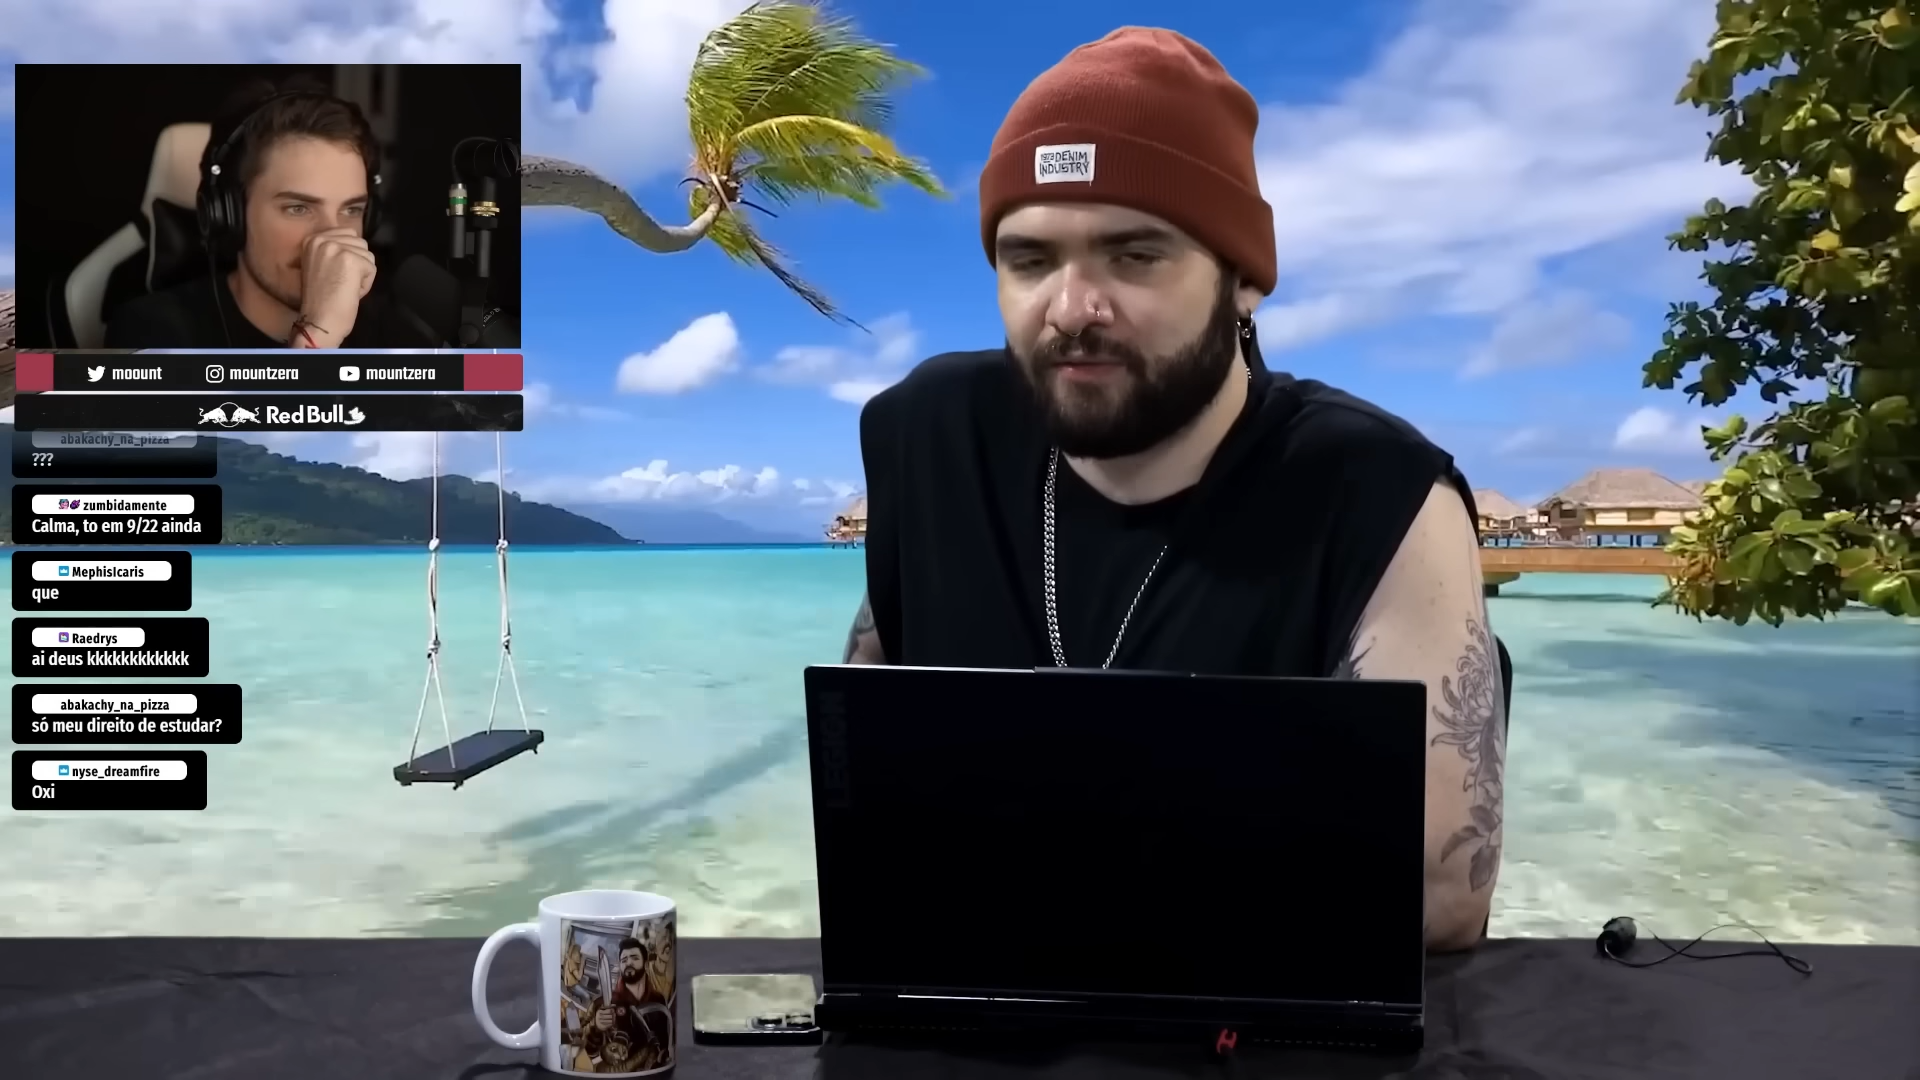 moount
mountzera
mountzera
Red Bull
abakachy_na_pizza
???
zumbidamente
Calma, to em 9/22 ainda
MephisIcaris
que
Raedrys
ai deus kkkkkkkkkkkk
abakachy_na_pizza
só meu direito de estudar?
nyse_dreamfire
Oxi
1973 DENIM
INDUSTRY
LEGION